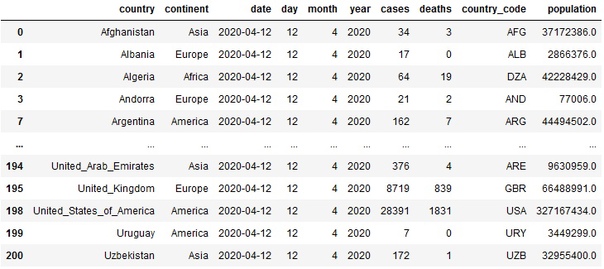 country continent date day month year cases deaths country_code population
0 Afghanistan Asia 2020-04-12 12 4 2020 34 3 AFG 37172386.0
1 Albania Europe 2020-04-12 12 4 2020 17 0 ALB 2866376.0
2 Algeria Africa 2020-04-12 12 4 2020 64 19 DZA 42228429.0
3 Andorra Europe 2020-04-12 12 4 2020 21 2 AND 77006.0
7 Argentina America 2020-04-12 12 4 2020 162 7 ARG 44494502.0
... ... ... ... ... ... ... ... ... ... ...
194 United_Arab_Emirates Asia 2020-04-12 12 4 2020 376 4 ARE 9630959.0
195 United_Kingdom Europe 2020-04-12 12 4 2020 8719 839 GBR 66488991.0
198 United_States_of_America America 2020-04-12 12 4 2020 28391 1831 USA 327167434.0
199 Uruguay America 2020-04-12 12 4 2020 7 0 URY 3449299.0
200 Uzbekistan Asia 2020-04-12 12 4 2020 172 1 UZB 32955400.0